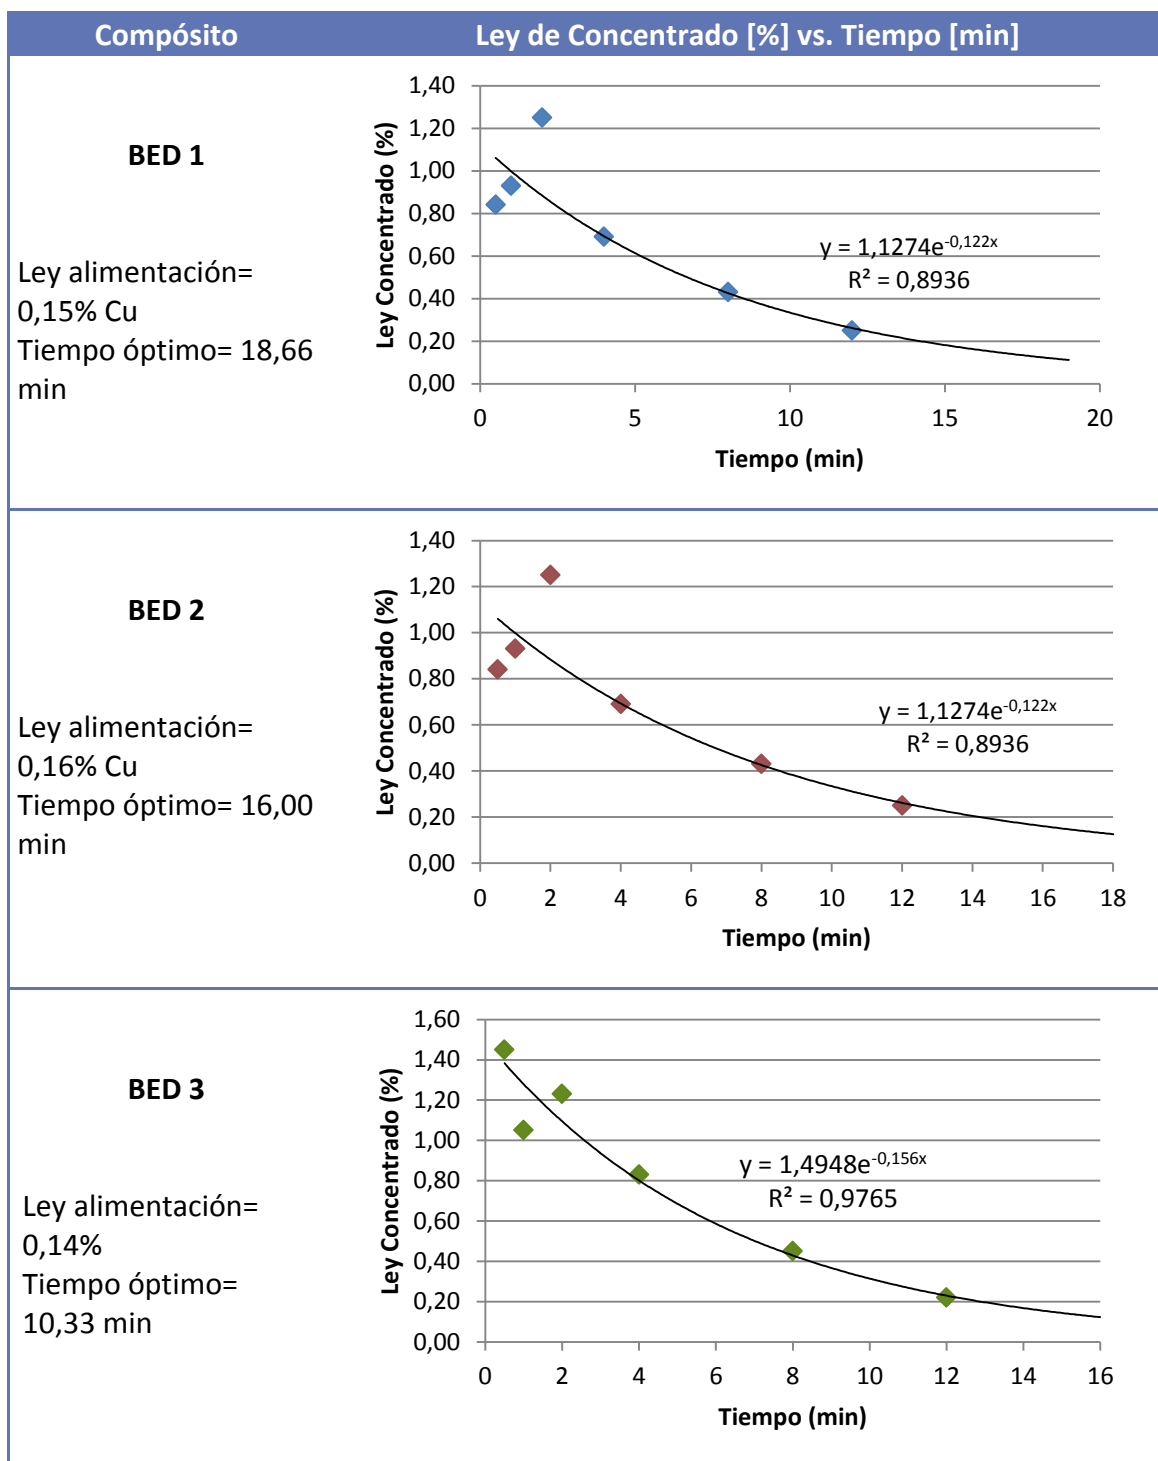 Compósito
Ley de Concentrado [%] vs. Tiempo [min]
BED 1
Ley alimentación=
0,15% Cu
Tiempo óptimo= 18,66
min
Ley Concentrado (%)
1,40
1,20
1,00
0,80
0,60
0,40
0,20
0,00
y = 1,1274e-0,122x
R² = 0,8936
0 5 10 15 20
Tiempo (min)
BED 2
Ley alimentación=
0,16% Cu
Tiempo óptimo= 16,00
min
Ley Concentrado (%)
1,40
1,20
1,00
0,80
0,60
0,40
0,20
0,00
y = 1,1274e-0,122x
R² = 0,8936
0 2 4 6 8 10 12 14 16 18
Tiempo (min)
BED 3
Ley alimentación=
0,14%
Tiempo óptimo=
10,33 min
Ley Concentrado (%)
1,60
1,40
1,20
1,00
0,80
0,60
0,40
0,20
0,00
y = 1,4948e-0,156x
R² = 0,9765
0 2 4 6 8 10 12 14 16
Tiempo (min)